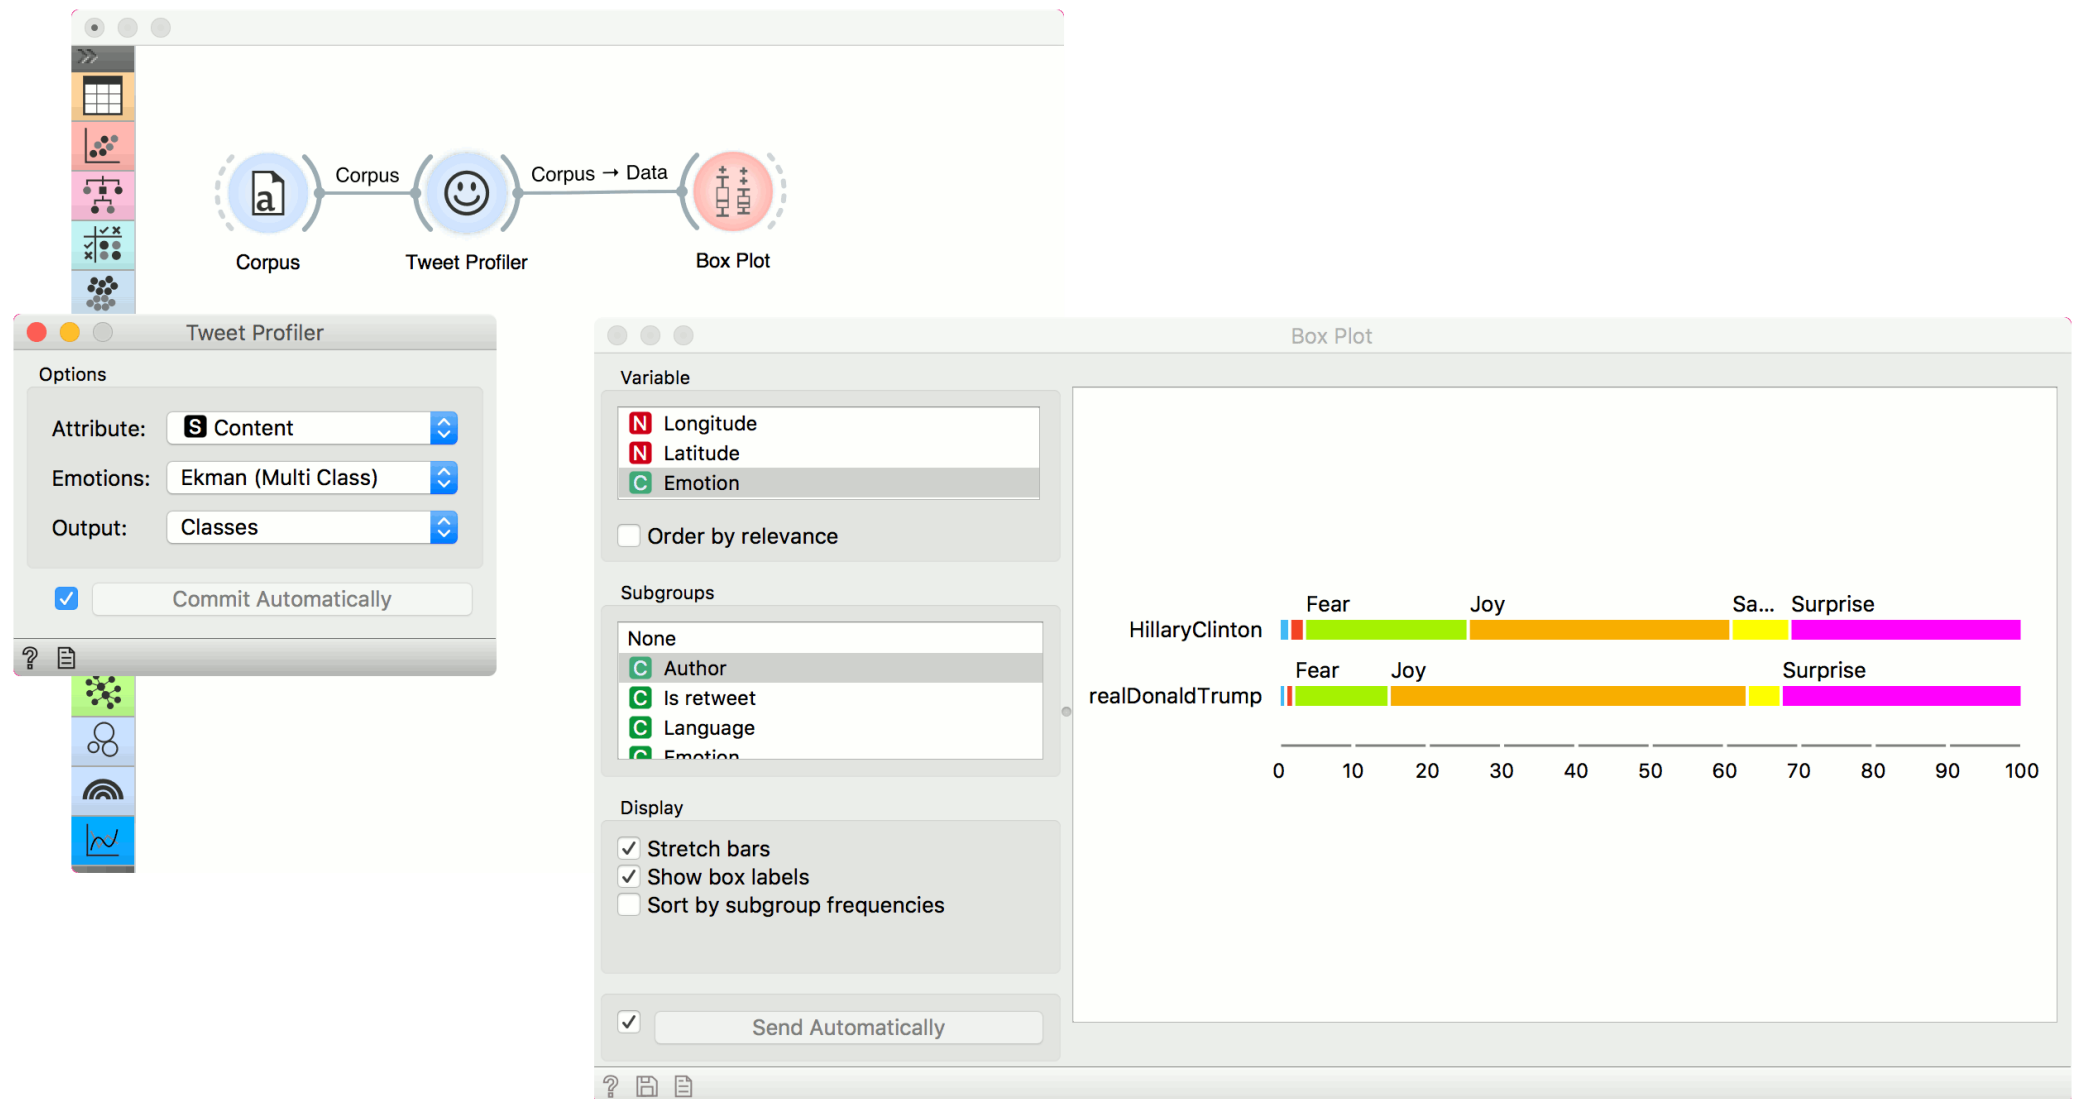 Corpus
Corpus → Data
a
Corpus
Tweet Profiler
Box Plot
Tweet Profiler
Options
Attribute: S Content
Emotions: Ekman (Multi Class)
Output: Classes
Commit Automatically
?
Box Plot
Variable
N Longitude
N Latitude
C Emotion
Order by relevance
Subgroups
None
C Author
C Is retweet
C Language
C Emotion
Display
Stretch bars
Show box labels
Sort by subgroup frequencies
Send Automatically
?
Fear Joy Sa... Surprise
HillaryClinton
Fear Joy Surprise
realDonaldTrump
0 10 20 30 40 50 60 70 80 90 100